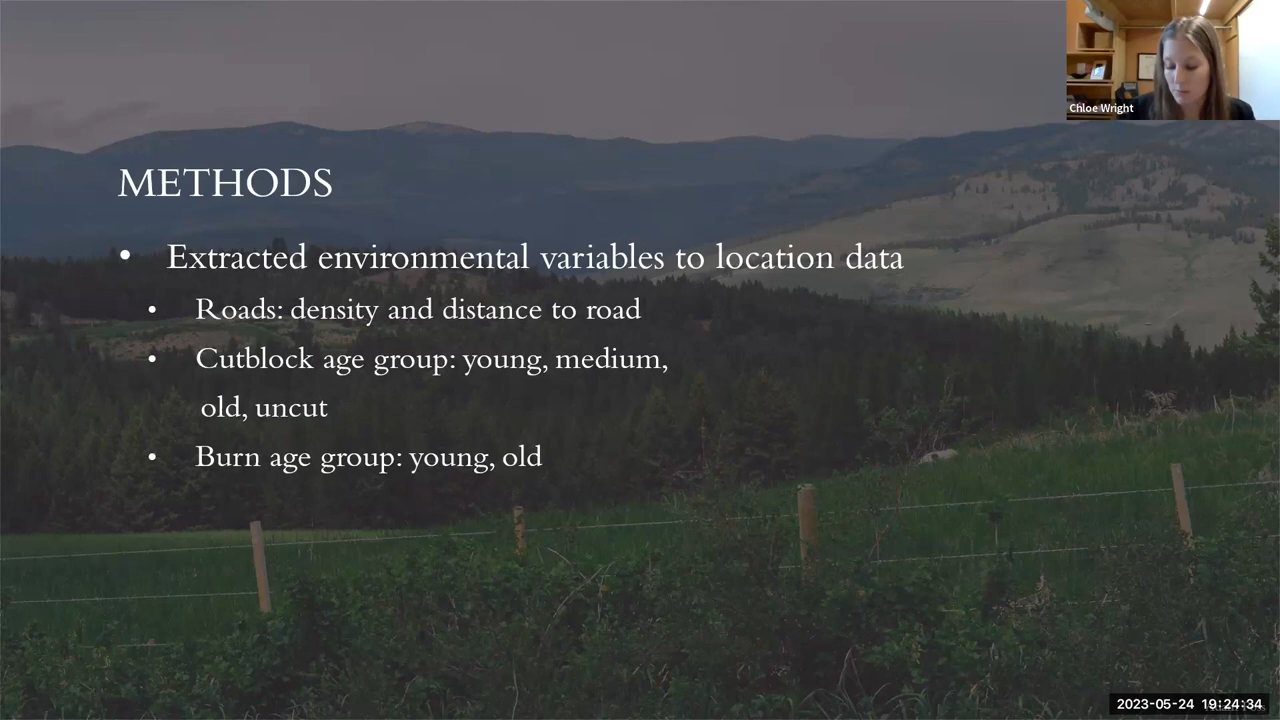 Chloe Wright
METHODS
• Extracted environmental variables to location data
• Roads: density and distance to road
• Cutblock age group: young, medium,
old, uncut
• Burn age group: young, old
2023-05-24 19:24:34